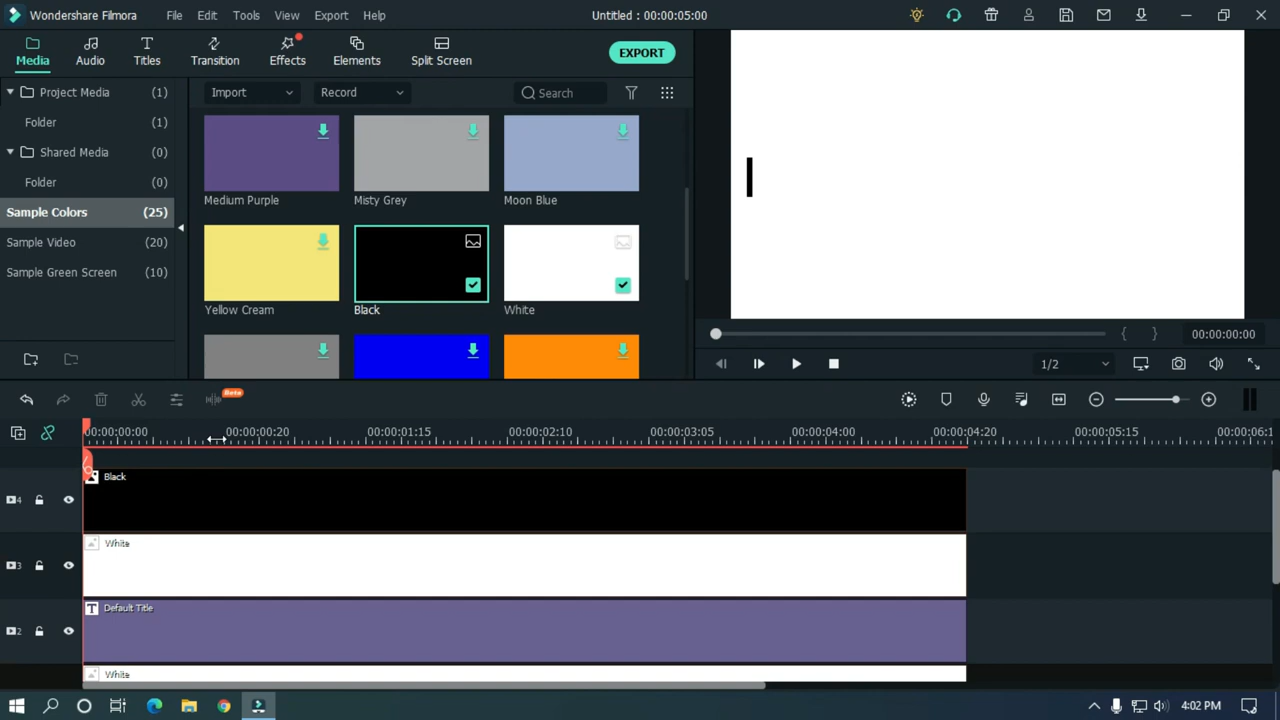 Wondershare Filmora File Edit Tools View Export Help Untitled : 00:00:05:00
Media Audio Titles Transition Effects Elements Split Screen EXPORT
Project Media (1) Import Record Search
Folder (1)
Shared Media (0)
Folder (0)
Sample Colors (25)
Sample Video (20)
Sample Green Screen (10)
Medium Purple Misty Grey Moon Blue
Yellow Cream Black White
00:00:00:00
1/2
Beta
00:00:00:00 00:00:00:20 00:00:01:15 00:00:02:10 00:00:03:05 00:00:04:00 00:00:04:20 00:00:05:15 00:00:06:1
4 Black
3 White
2 Default Title
White
4:02 PM